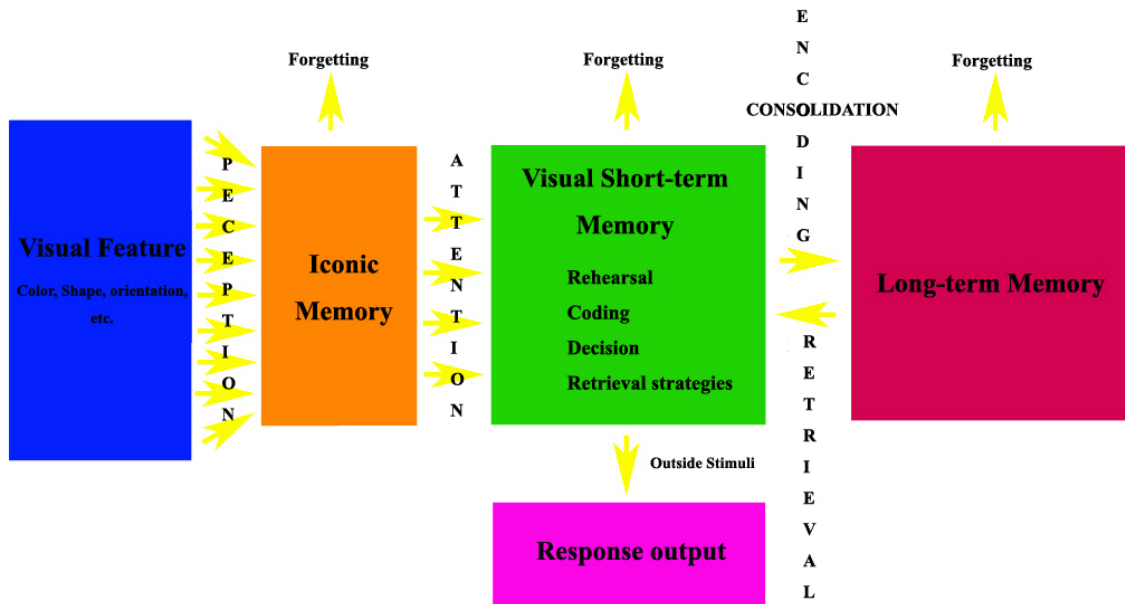 Visual Feature
Color, Shape, orientation,
etc.
PECEPTION
Forgetting
Iconic
Memory
ATTENTION
Forgetting
Visual Short-term
Memory
Rehearsal
Coding
Decision
Retrieval strategies
Outside Stimuli
Response output
ENCODING
CONSOLIDATION
RETRIEVAL
Forgetting
Long-term Memory